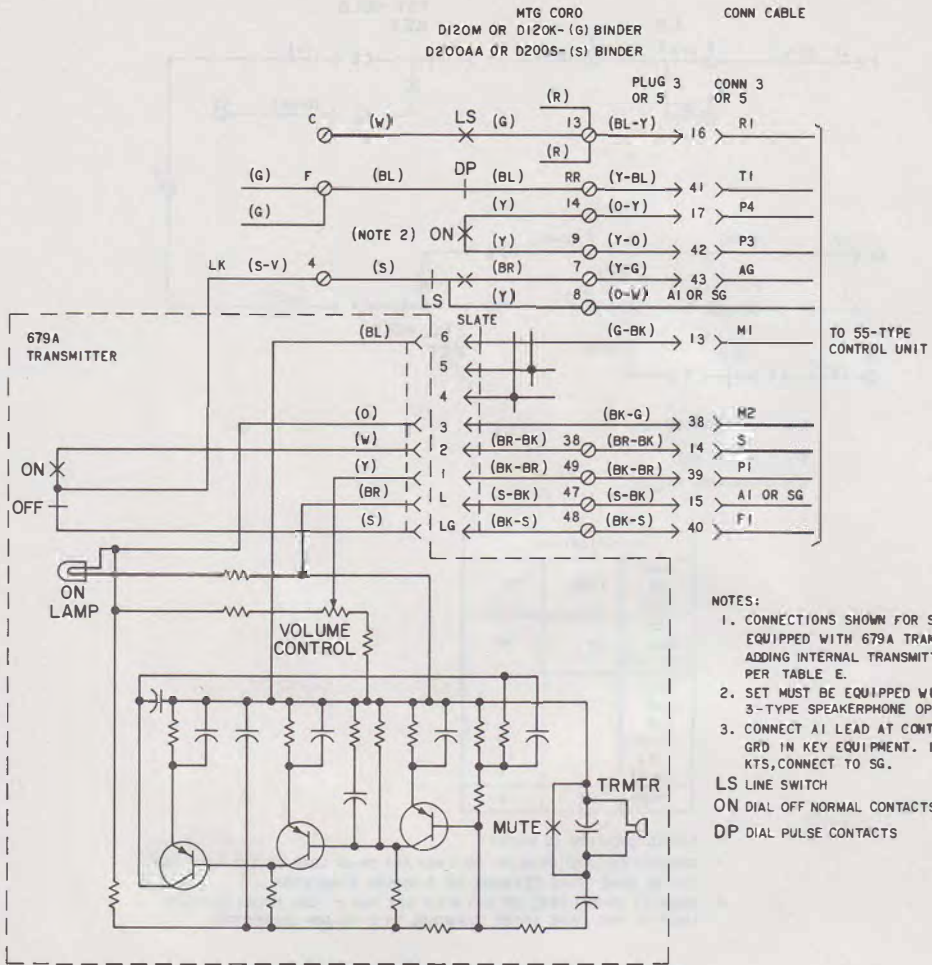 MTG CORO
CONN CABLE
D120M OR D120K-(G) BINDER
D200AA OR D200S-(S) BINDER
PLUG 3 OR 5
CONN 3 OR 5
(R)
C (W) LS (G) 13 (BL-Y) 16 R1
(R)
(G) F (BL) DP (BL) RR (Y-BL) 41 T1
(G)
(Y) 14 (O-Y) 17 P4
(NOTE 2) ON
(Y) 9 (Y-O) 42 P3
LK (S-V) 4 (S) (BR) 7 (Y-G) 43 AG
LS (Y) 8 (O-W) A1 OR SG
SLATE
679A
TRANSMITTER
(BL) 6 (G-BK) 13 M1
TO 55-TYPE
CONTROL UNIT
5
4
(O) 3 (BK-G) 38 M2
(W) 2 (BR-BK) 38 (BR-BK) 14 S
ON
(Y) 1 (BK-BR) 49 (BK-BR) 39 P1
(BR) L (S-BK) 47 (S-BK) 15 A1 OR SG
OFF
(S) LG (BK-S) 48 (BK-S) 40 F1
ON
LAMP
VOLUME
CONTROL
TRMTR
MUTE
NOTES:
1. CONNECTIONS SHOWN FOR S
EQUIPPED WITH 679A TRAN
ADDING INTERNAL TRANSMITT
PER TABLE E.
2. SET MUST BE EQUIPPED W
3-TYPE SPEAKERPHONE OP
3. CONNECT A1 LEAD AT CONT
GRD IN KEY EQUIPMENT. I
KTS, CONNECT TO SG.
LS LINE SWITCH
ON DIAL OFF NORMAL CONTACTS
DP DIAL PULSE CONTACTS